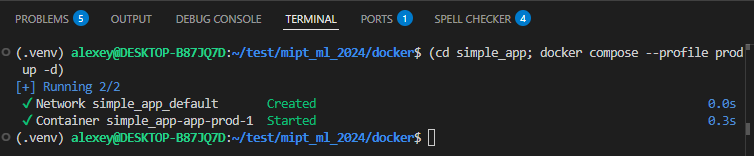 PROBLEMS 5 OUTPUT DEBUG CONSOLE TERMINAL PORTS 1 SPELL CHECKER 4
(.venv) alexey@DESKTOP-B87JQ7D:~/test/mipt_ml_2024/docker$ (cd simple_app; docker compose --profile prod
up -d)
[+] Running 2/2
✔ Network simple_app_default Created 0.0s
✔ Container simple_app-app-prod-1 Started 0.3s
(.venv) alexey@DESKTOP-B87JQ7D:~/test/mipt_ml_2024/docker$